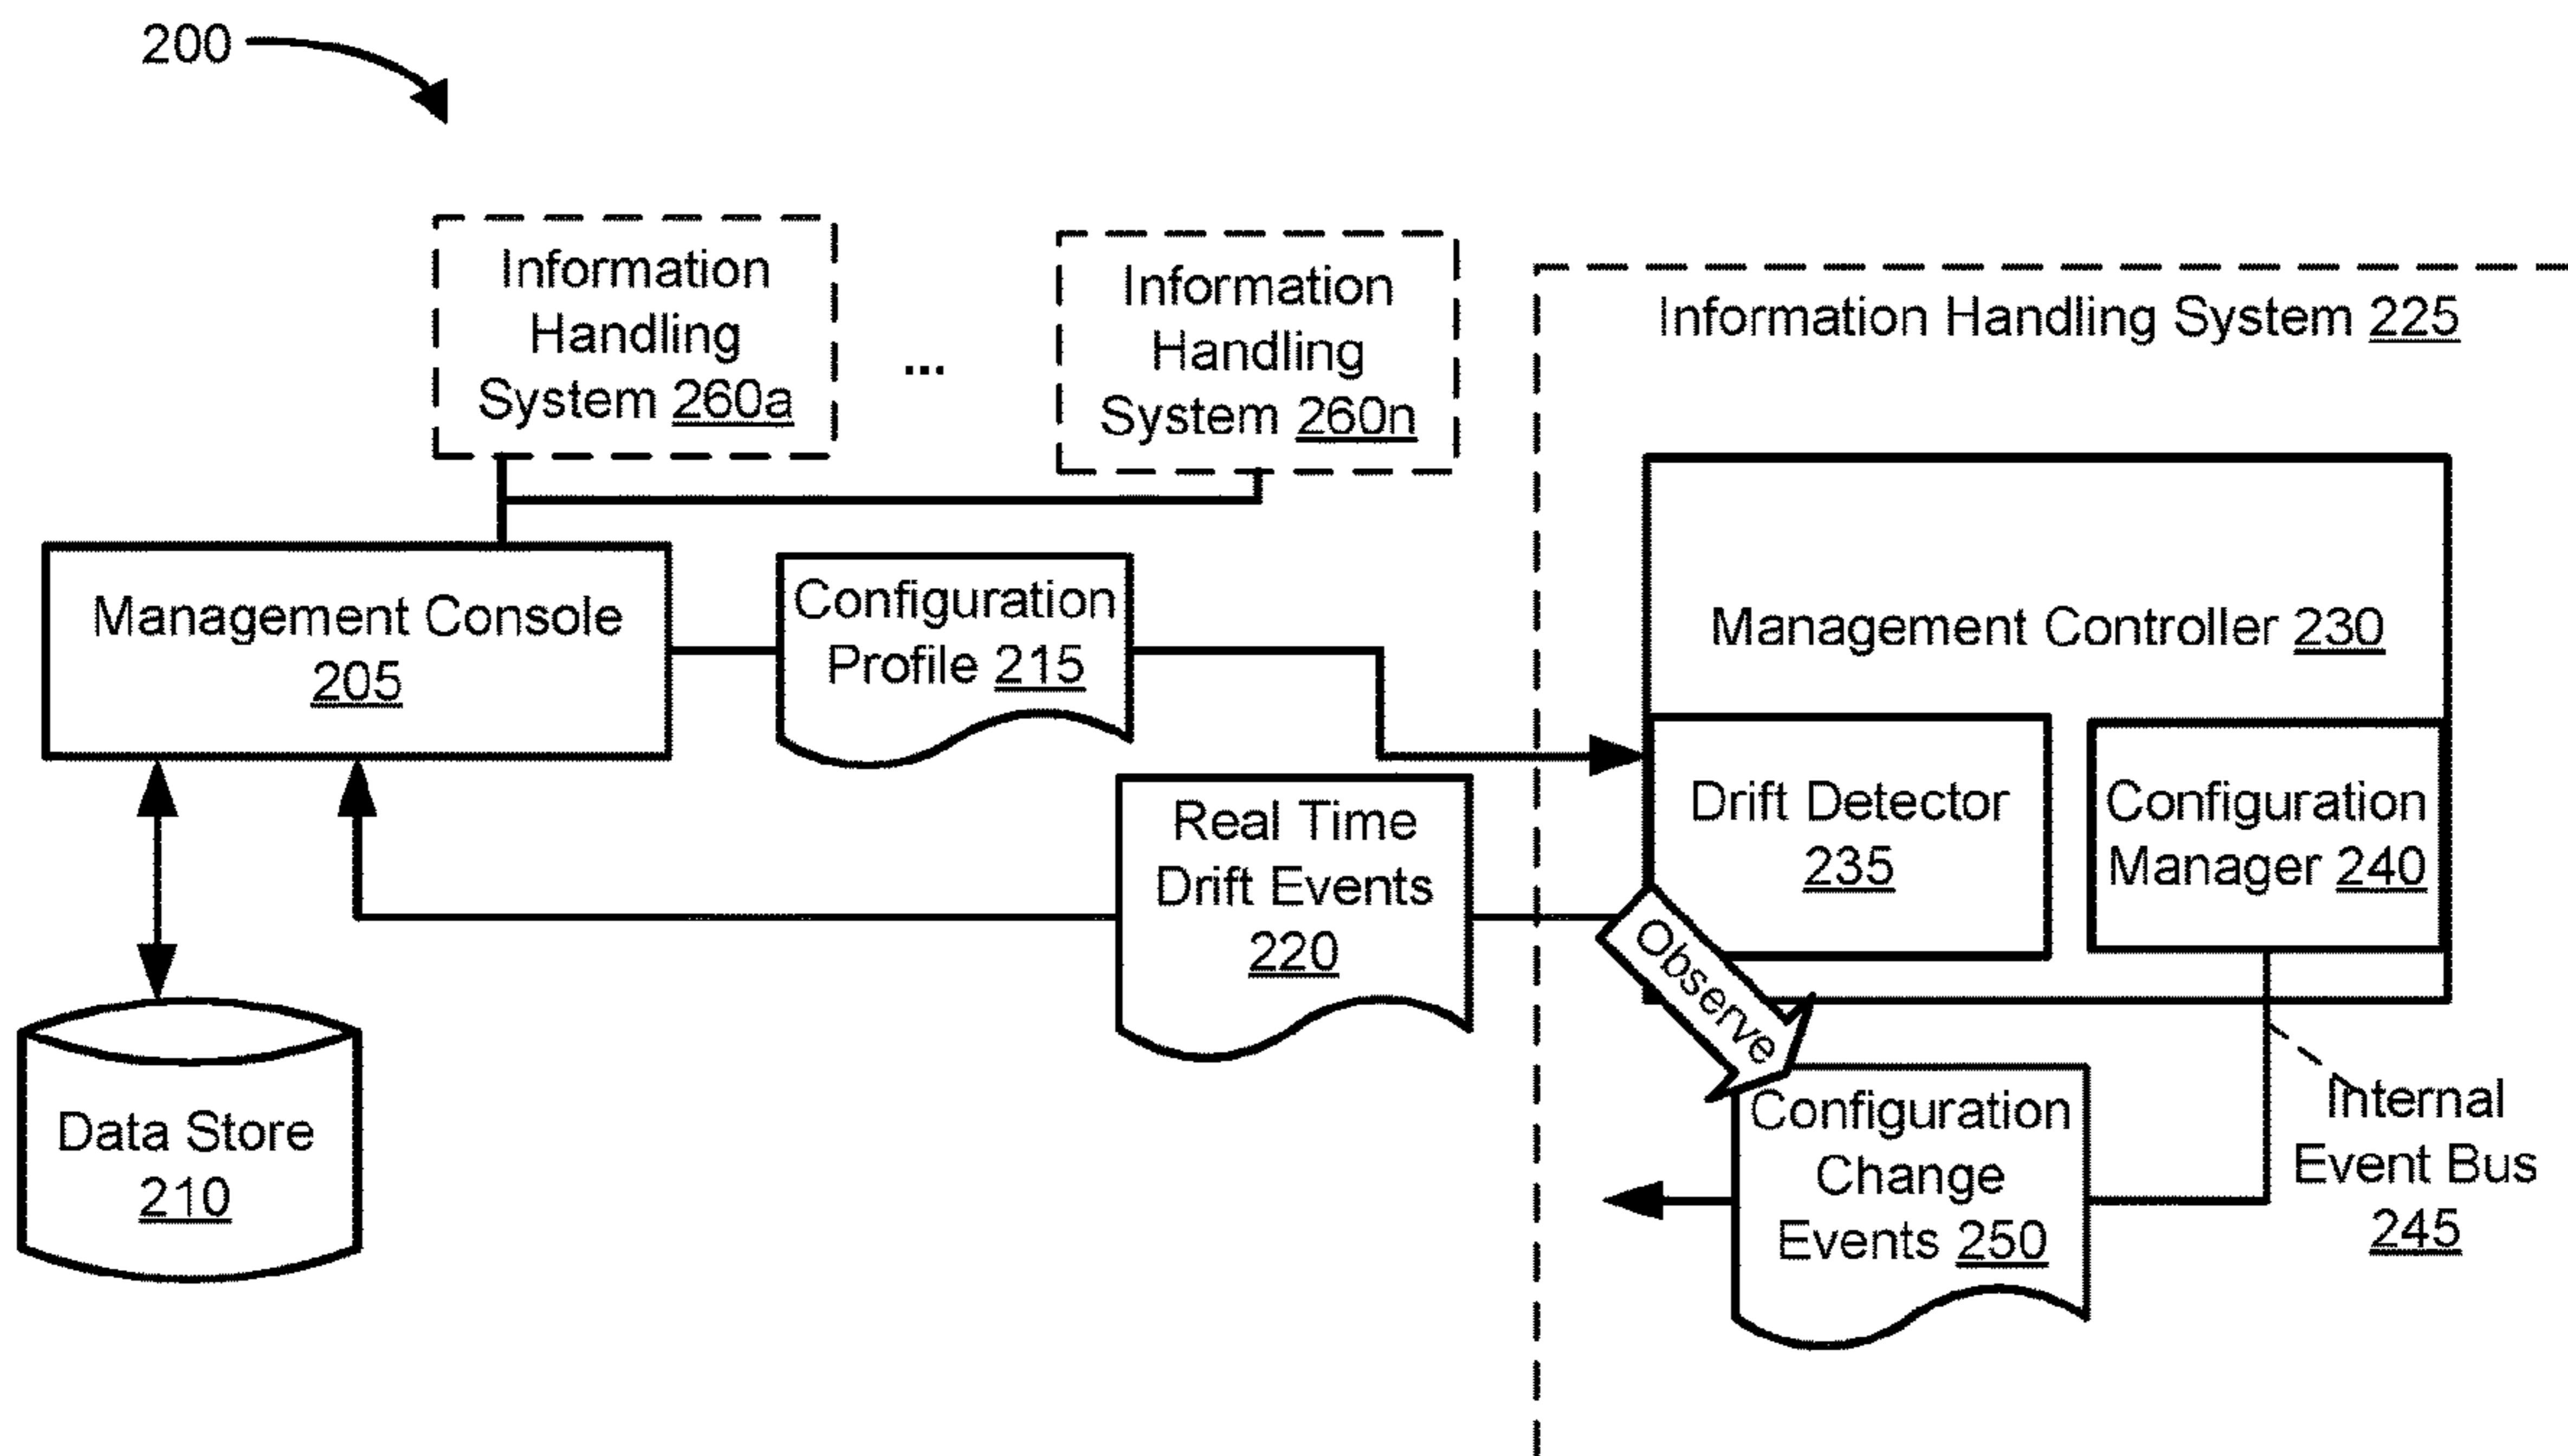 200
Information
Handling
System 260a
...
Information
Handling
System 260n
Information Handling System 225
Management Console
205
Configuration
Profile 215
Management Controller 230
Real Time
Drift Events
220
Drift Detector
235
Configuration
Manager 240
Observe
Data Store
210
Configuration
Change
Events 250
Internal
Event Bus
245